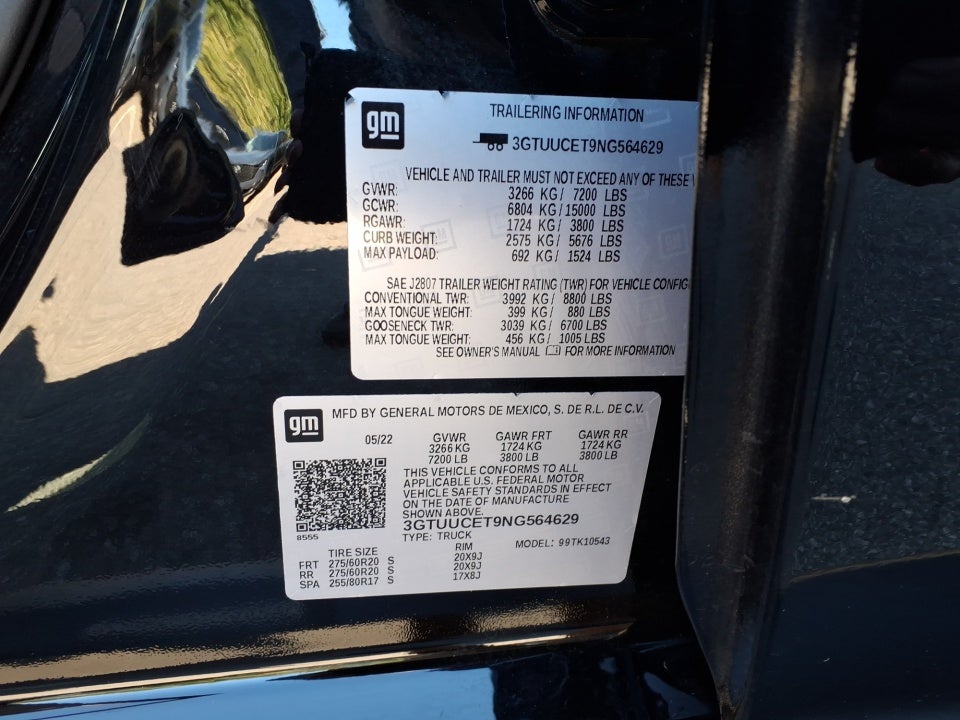 gm
TRAILERING INFORMATION
3GTUUCET9NG564629
VEHICLE AND TRAILER MUST NOT EXCEED ANY OF THESE
GVWR: 3266 KG / 7200 LBS
GCWR: 6804 KG / 15000 LBS
RGAWR: 1724 KG / 3800 LBS
CURB WEIGHT: 2575 KG / 5676 LBS
MAX PAYLOAD: 692 KG / 1524 LBS
SAE J2807 TRAILER WEIGHT RATING (TWR) FOR VEHICLE CONFIG
CONVENTIONAL TWR: 3992 KG / 8800 LBS
MAX TONGUE WEIGHT: 399 KG / 880 LBS
GOOSENECK TWR: 3039 KG / 6700 LBS
MAX TONGUE WEIGHT: 456 KG / 1005 LBS
SEE OWNER'S MANUAL FOR MORE INFORMATION
gm
MFD BY GENERAL MOTORS DE MEXICO, S. DE R.L. DE C.V.
05/22 GVWR GAWR FRT GAWR RR
3266 KG 1724 KG 1724 KG
7200 LB 3800 LB 3800 LB
THIS VEHICLE CONFORMS TO ALL
APPLICABLE U.S. FEDERAL MOTOR
VEHICLE SAFETY STANDARDS IN EFFECT
ON THE DATE OF MANUFACTURE
SHOWN ABOVE.
3GTUUCET9NG564629
8555
TYPE: TRUCK MODEL: 99TK10543
TIRE SIZE RIM
FRT 275/60R20 S 20X9J
RR 275/60R20 S 20X9J
SPA 255/80R17 S 17X8J